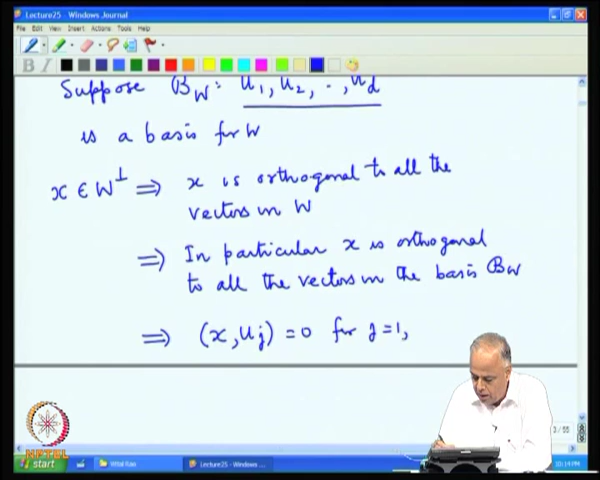 Lecture25 - Windows Journal
File Edit View Insert Actions Tools Help
Suppose B_W : u_1, u_2, ‥, u_d
is a basis for W
x ∈ W^⊥ ⟹ x is orthogonal to all the
vectors in W
⟹ In particular x is orthogonal
to all the vectors in the basis B_W
⟹ (x, u_j) = 0 for j = 1,
NPTEL
start
Lecture25 - Windows ...